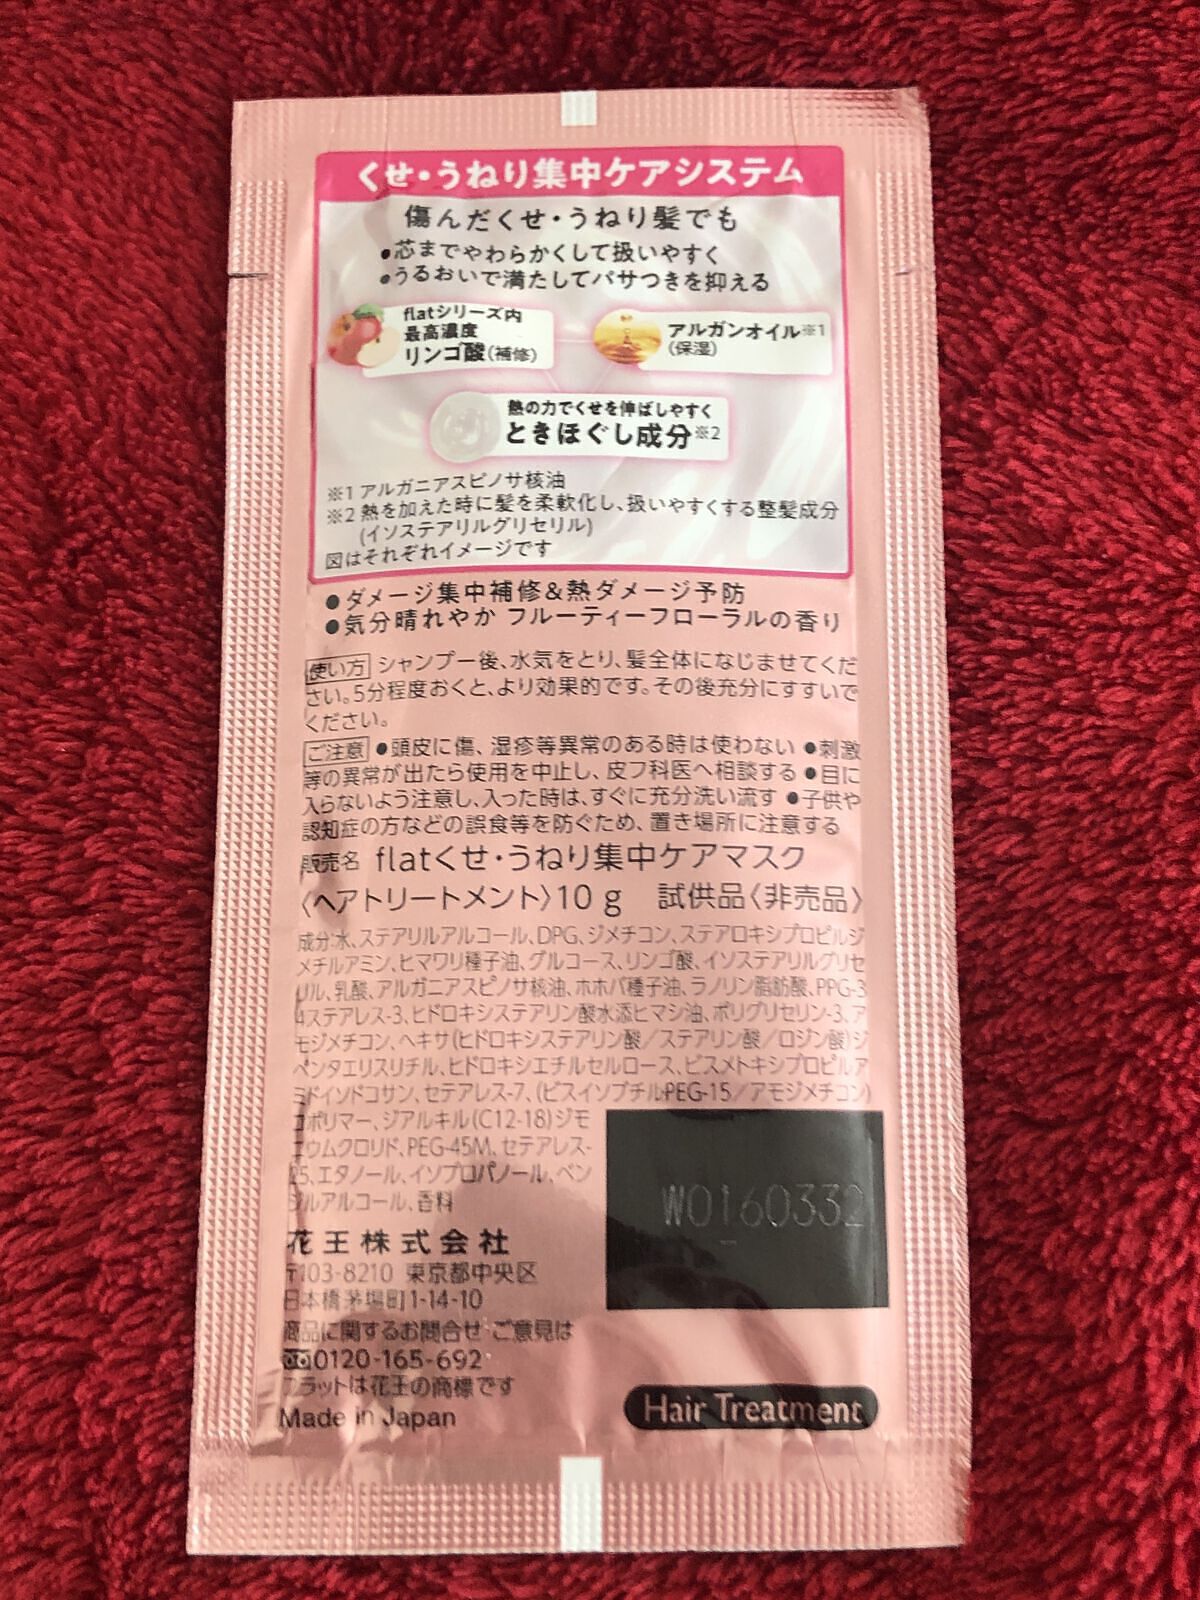 くせ・うねり集中ケアシステム
傷んだくせ・うねり髪でも
●芯までやわらかくして扱いやすく
●うるおいで満たしてパサつきを抑える
flatシリーズ内
最高濃度
リンゴ酸(補修)
アルガンオイル※1
(保湿)
熱の力でくせを伸ばしやすく
ときほぐし成分※2
※1 アルガニアスピノサ核油
※2 熱を加えた時に髪を柔軟化し、扱いやすくする整髪成分
(イソステアリルグリセリル)
図はそれぞれイメージです
●ダメージ集中補修&熱ダメージ予防
●気分晴れやか フルーティーフローラルの香り
使い方 シャンプー後、水気をとり、髪全体になじませてくだ
さい。5分程度おくと、より効果的です。その後充分にすすいで
ください。
ご注意 ●頭皮に傷、湿疹等異常のある時は使わない ●刺激
等の異常が出たら使用を中止し、皮フ科医へ相談する ●目に
入らないよう注意し、入った時は、すぐに充分洗い流す ●子供や
認知症の方などの誤食等を防ぐため、置き場所に注意する
販売名 flatくせ・うねり集中ケアマスク
〈ヘアトリートメント〉10 g 試供品〈非売品〉
成分:水、ステアリルアルコール、DPG、ジメチコン、ステアロキシプロピルジ
メチルアミン、ヒマワリ種子油、グルコース、リンゴ酸、イソステアリルグリセ
リル、乳酸、アルガニアスピノサ核油、ホホバ種子油、ラノリン脂肪酸、PPG-3
4ステアレス-3、ヒドロキシステアリン酸水添ヒマシ油、ポリグリセリン-3、ア
モジメチコン、ヘキサ(ヒドロキシステアリン酸/ステアリン酸/ロジン酸)ジ
ペンタエリスリチル、ヒドロキシエチルセルロース、ビスメトキシプロピルア
ミドイソドコサン、セテアレス-7、(ビスイソブチルPEG-15/アモジメチコン)
コポリマー、ジアルキル(C12-18)ジモ
ニウムクロリド、PEG-45M、セテアレス-
25、エタノール、イソプロパノール、ベン
ジルアルコール、香料
W0160332
花王株式会社
〒103-8210 東京都中央区
日本橋茅場町1-14-10
商品に関するお問合せ・ご意見は
0120-165-692
フラットは花王の商標です
Made in Japan
Hair Treatment